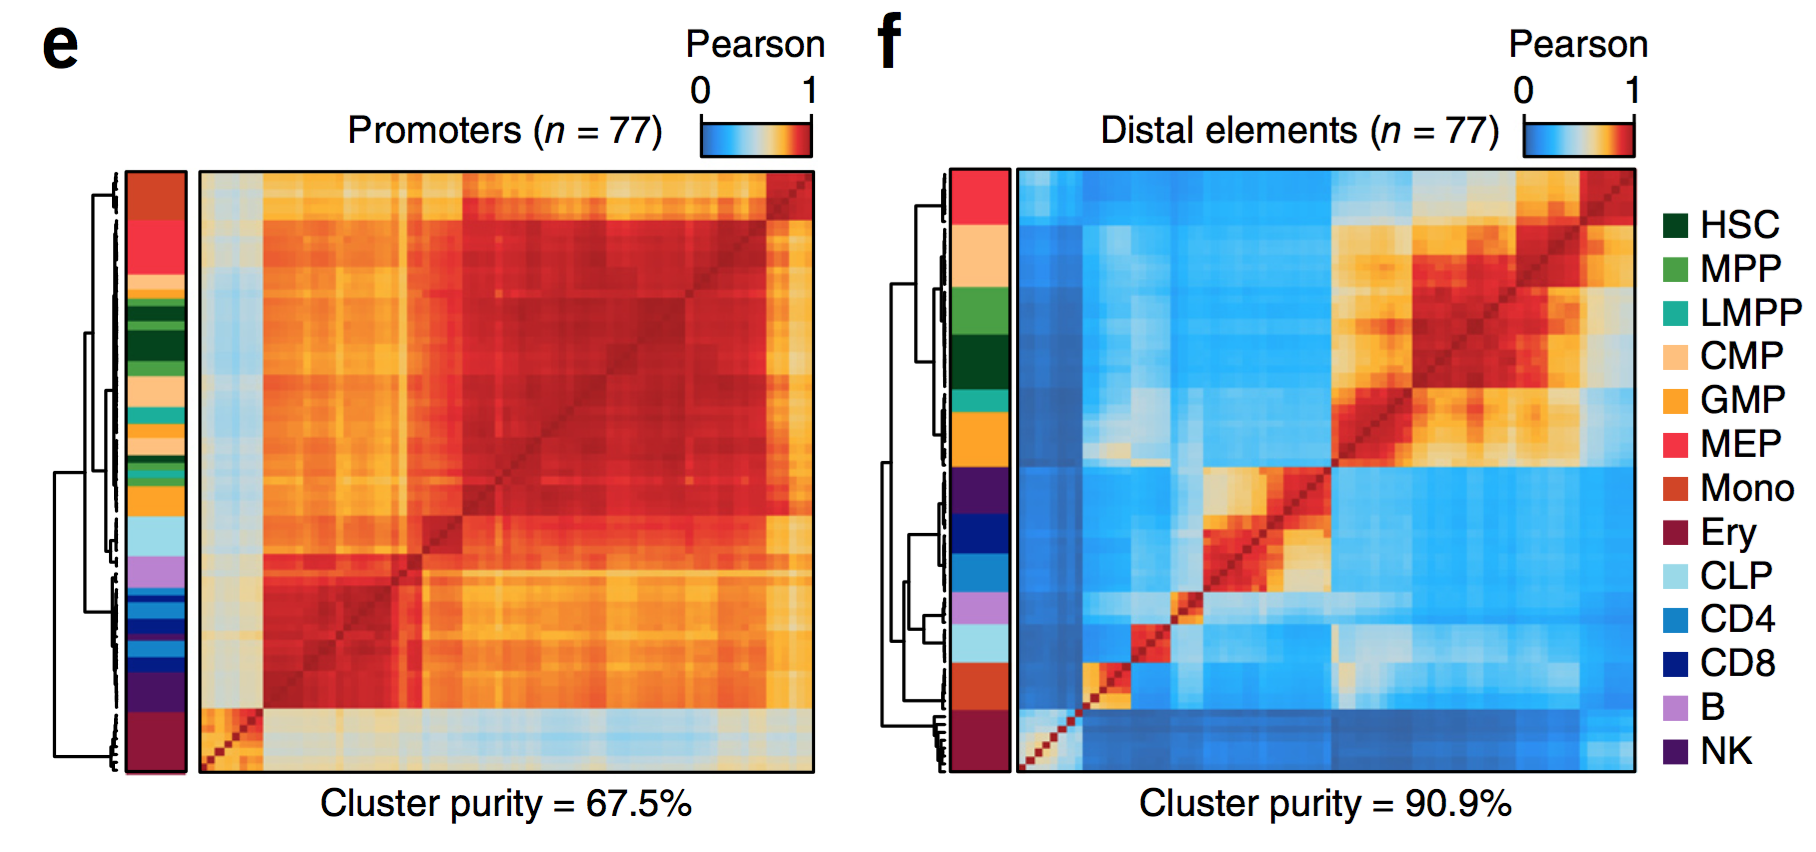 e
Pearson
0 1
Promoters (n = 77)
Cluster purity = 67.5%
f
Pearson
0 1
Distal elements (n = 77)
Cluster purity = 90.9%
HSC
MPP
LMPP
CMP
GMP
MEP
Mono
Ery
CLP
CD4
CD8
B
NK